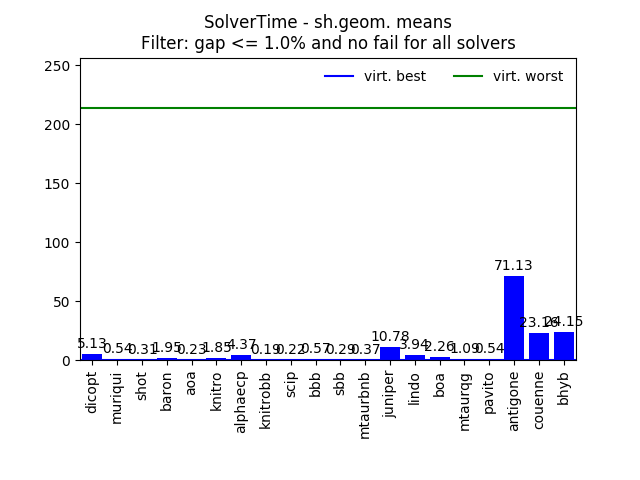 SolverTime - sh.geom. means
Filter: gap <= 1.0% and no fail for all solvers
virt. best virt. worst
250
200
150
100
50
0
5.13 0.54 0.31 1.95 0.23 1.85 4.37 0.19 0.22 0.57 0.29 0.37 10.78 3.94 2.26 1.09 0.54 71.13 23.16 24.15
dicopt muriqui shot baron aoa knitro alphaecp knitrobb scip bbb sbb mtaurbnb juniper lindo boa mtaurqg pavito antigone couenne bhyb